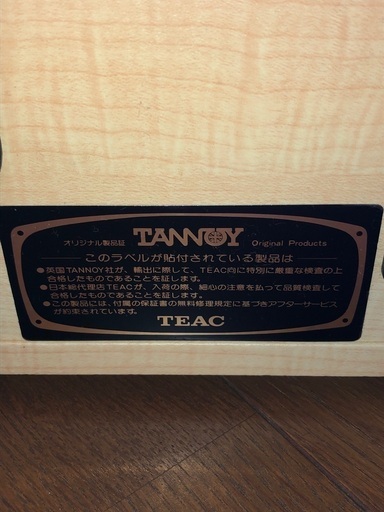 オリジナル製品証 TANNOY Original Products
このラベルが貼付されている製品は
●英国TANNOY社が、輸出に際して、TEAC向に特別に厳重な検査の上
合格したものであることを証します。
●日本総代理店TEACが、入荷の際、細心の注意を払って品質検査して
合格したものであることを証します。
●この製品には、付属の保証書の無料修理規定に基づきアフターサービス
が約束されています。
TEAC